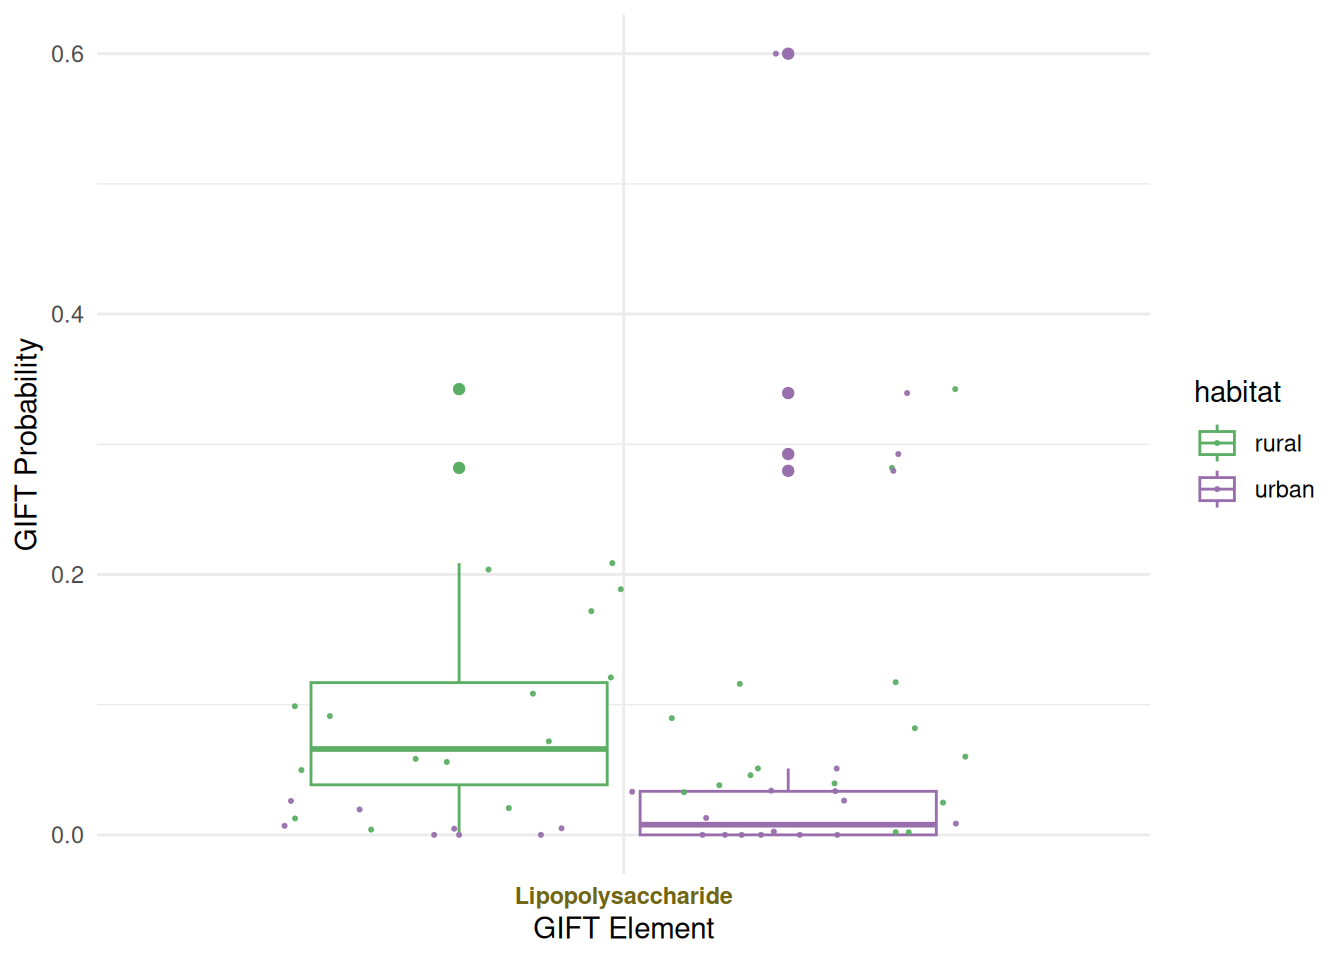 0.6
0.4
0.2
0.0
GIFT Probability
Lipopolysaccharide
GIFT Element
habitat
rural
urban